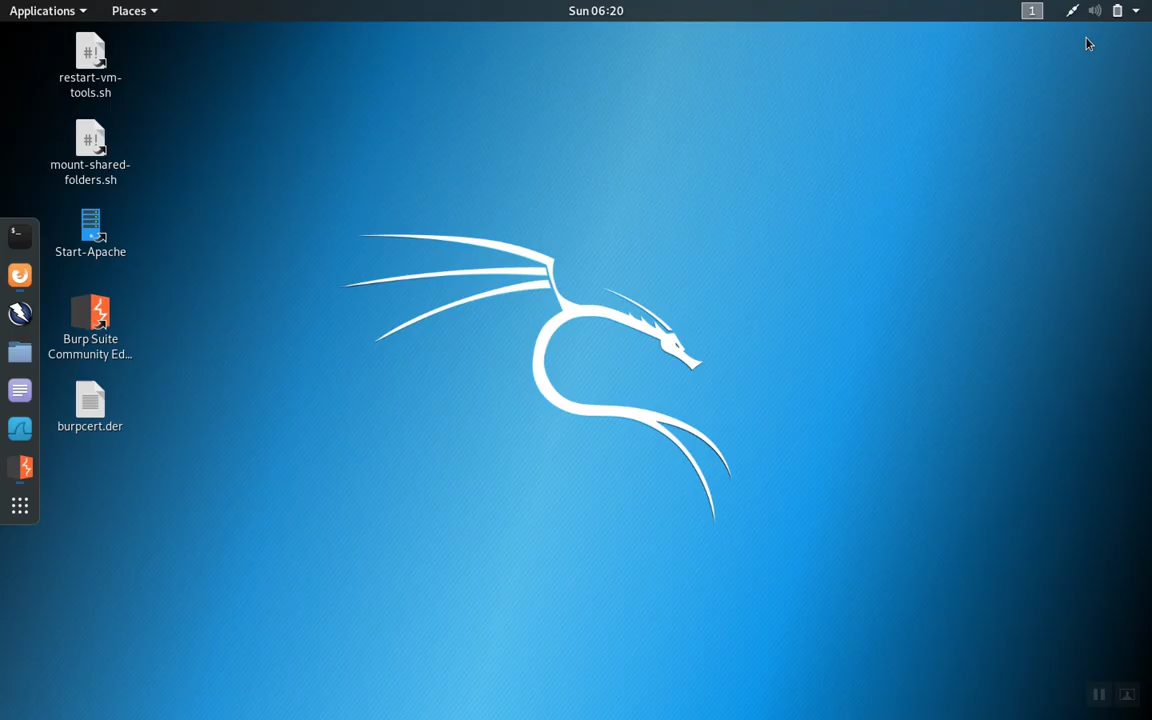 Applications Places Sun 06:20 1
restart-vm-
tools.sh
mount-shared-
folders.sh
Start-Apache
Burp Suite
Community Ed...
burpcert.der